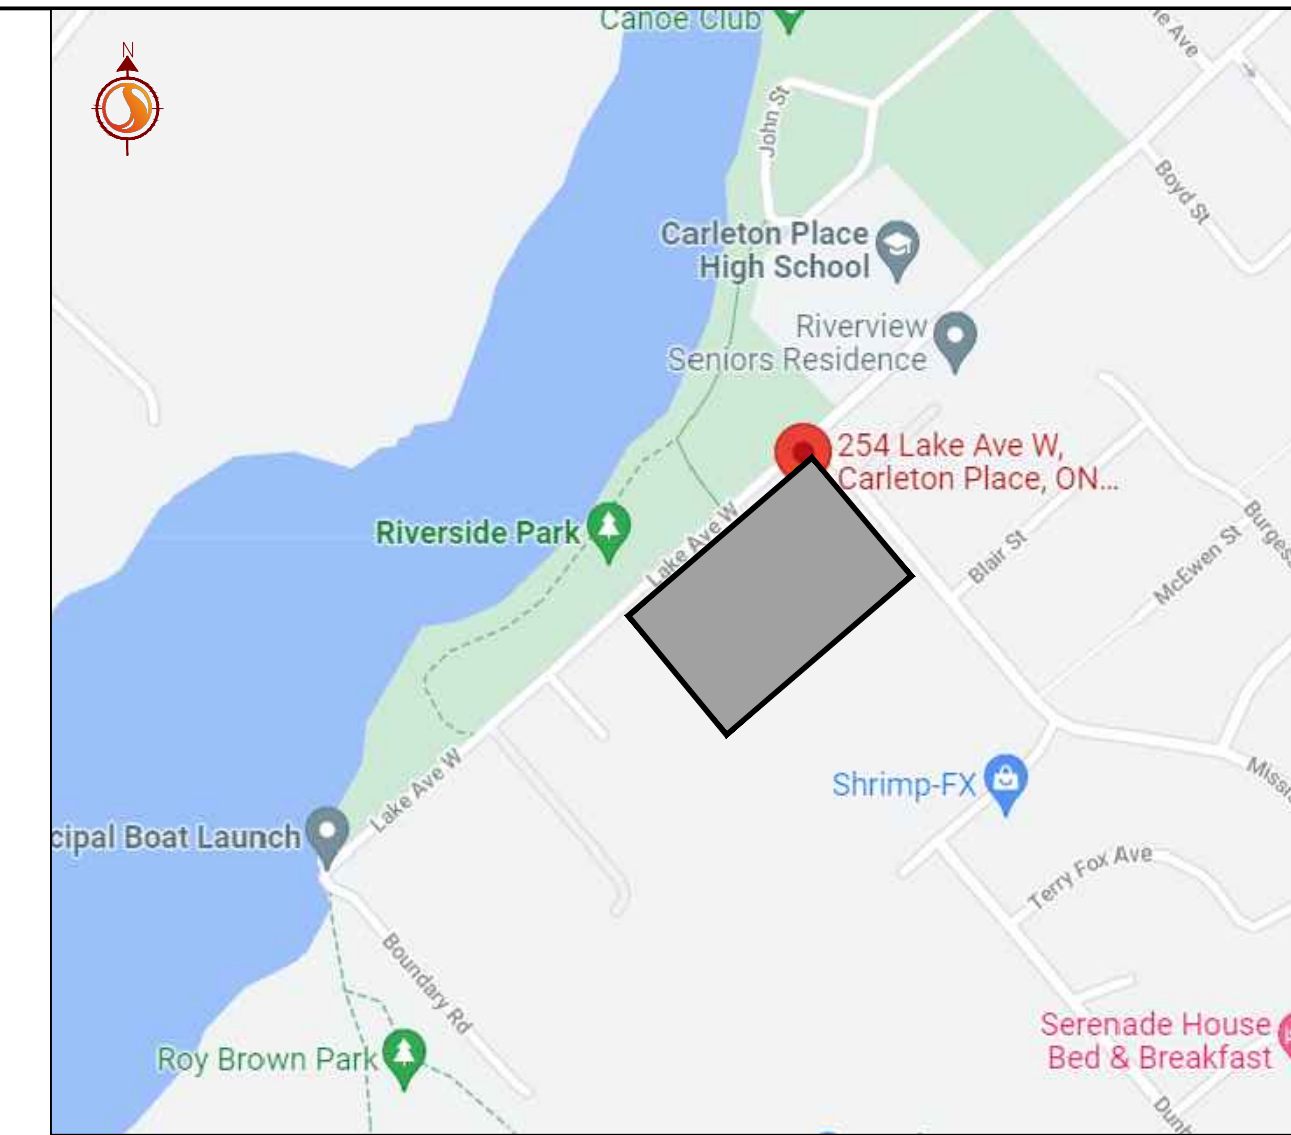 Canoe Club
N
John St
Boyd St
Carleton Place
High School
Riverview
Seniors Residence
254 Lake Ave W,
Carleton Place, ON...
Riverside Park
Lake Ave W
Blair St
McEwen St
Burges
Shrimp-FX
Missi
Lake Ave W
cipal Boat Launch
Terry Fox Ave
Boundary Rd
Serenade House
Bed & Breakfast
Roy Brown Park